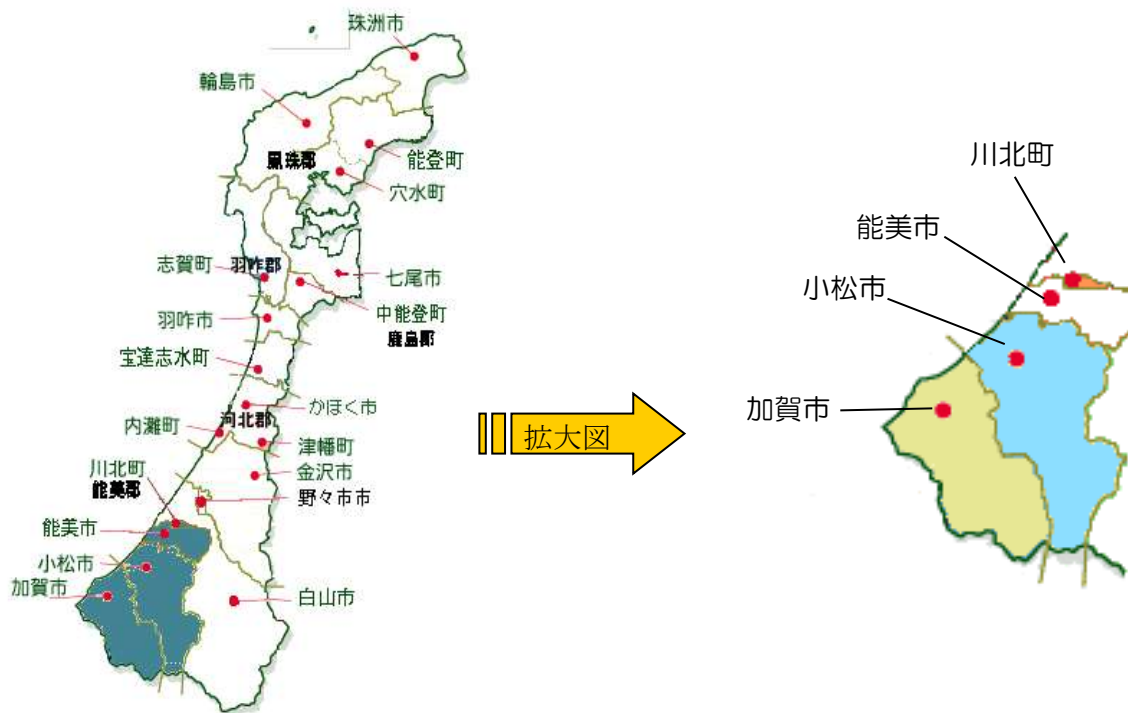 珠洲市
輪島市
能登町
鳳珠郡
穴水町
志賀町
羽咋郡
七尾市
中能登町
羽咋市
鹿島郡
宝達志水町
かほく市
河北郡
内灘町
津幡町
川北町
金沢市
能美郡
野々市市
能美市
小松市
加賀市
白山市
拡大図
川北町
能美市
小松市
加賀市